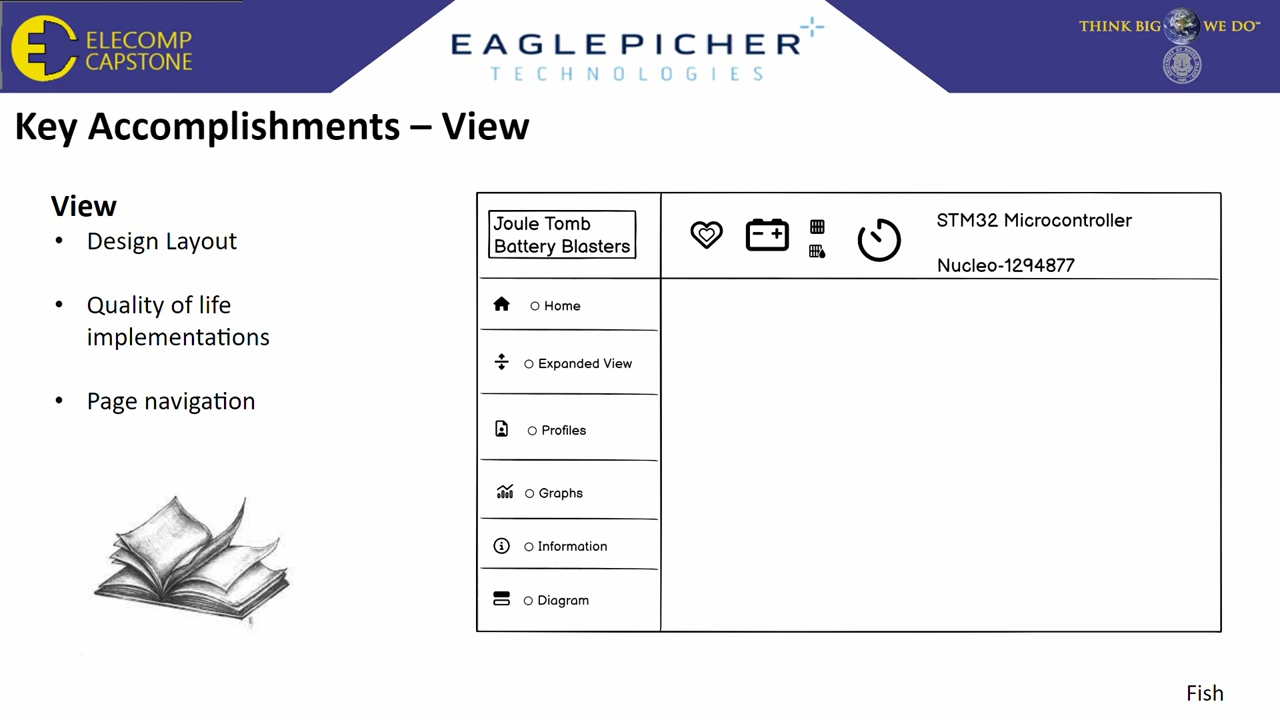 ELECOMP
CAPSTONE
EAGLEPICHER
TECHNOLOGIES
THINK BIG WE DO™
Key Accomplishments – View
View
• Design Layout
• Quality of life
implementations
• Page navigation
Joule Tomb
Battery Blasters
STM32 Microcontroller
Nucleo-1294877
Home
Expanded View
Profiles
Graphs
Information
Diagram
Fish